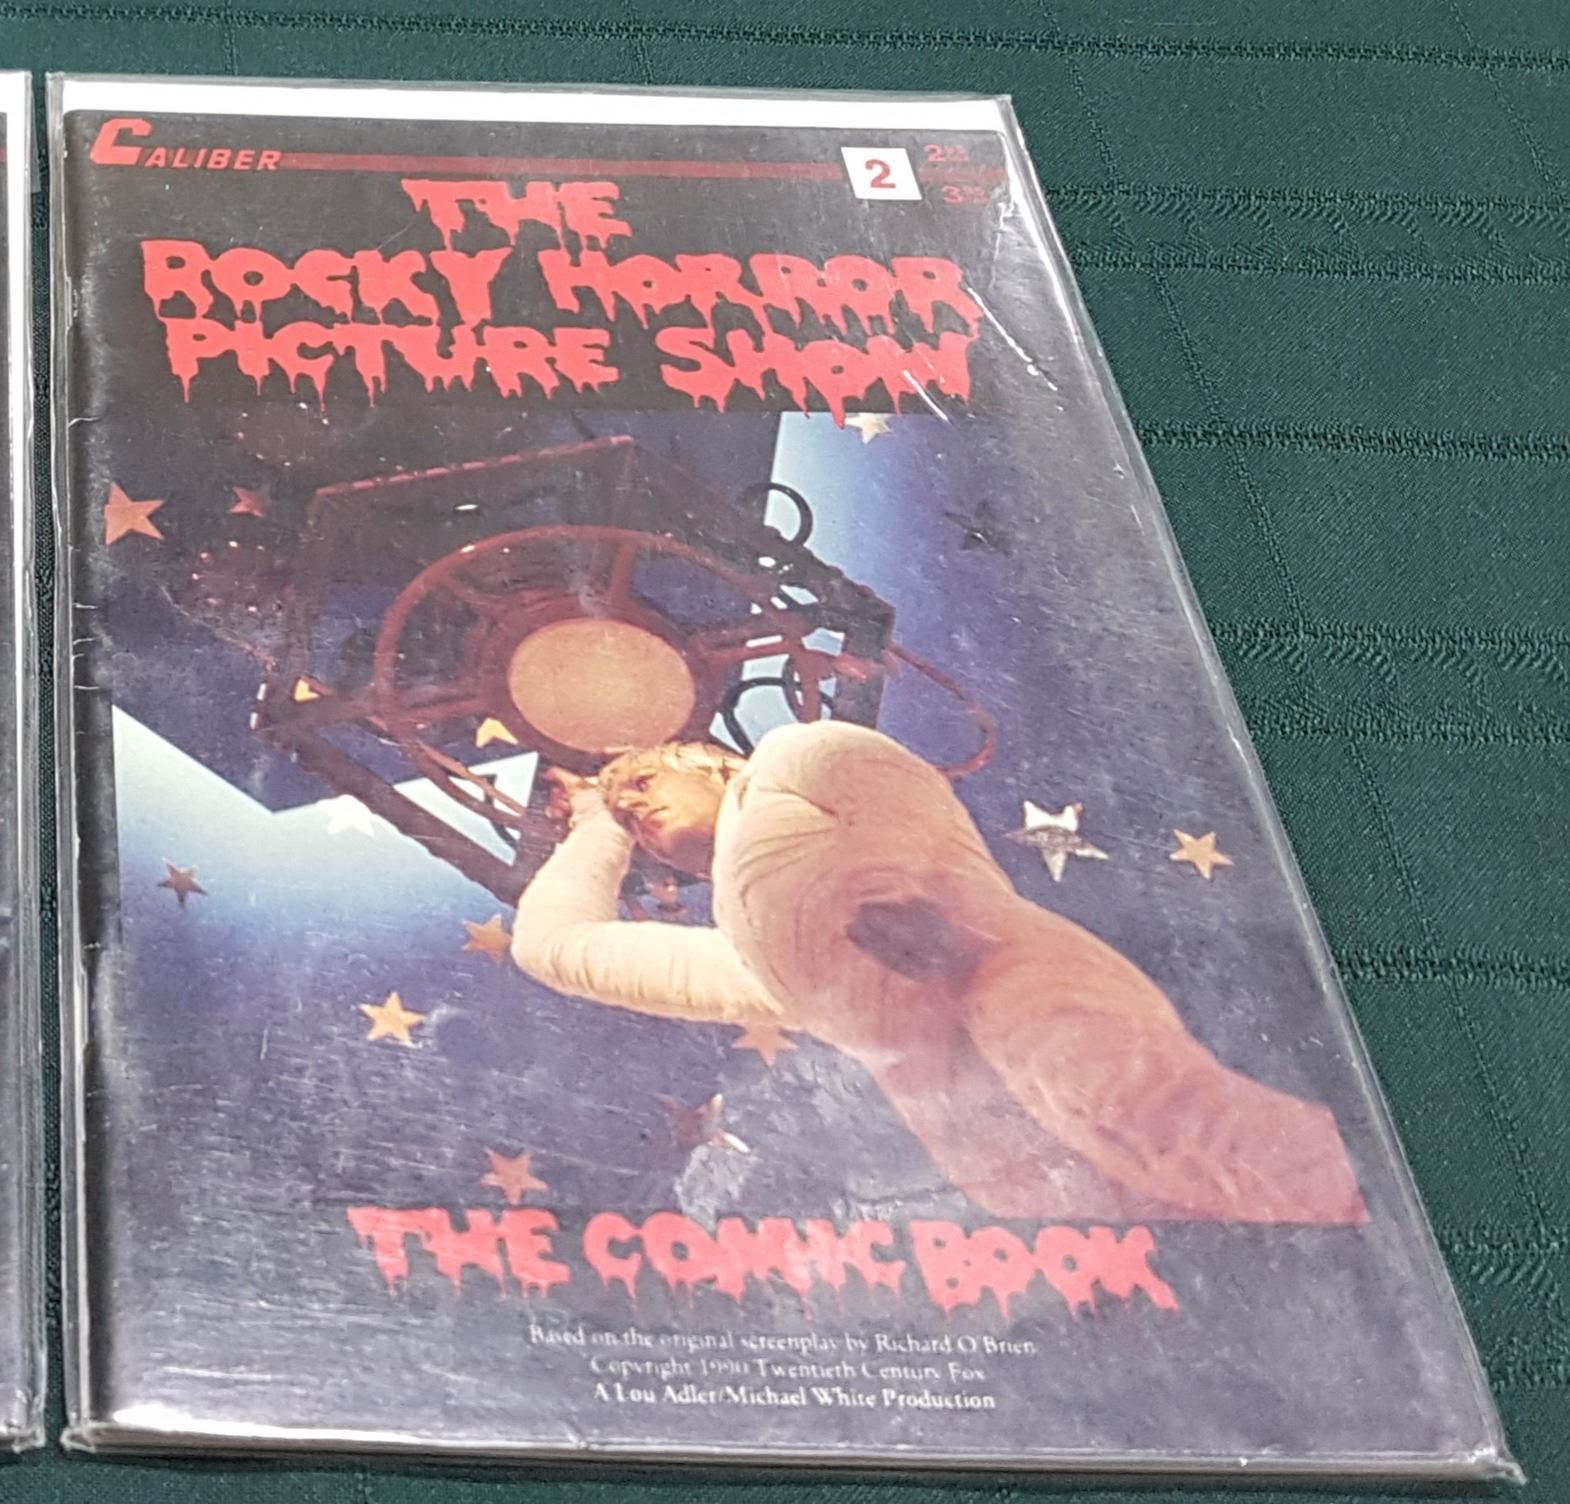 CALIBER
2
THE
ROCKY HORROR
PICTURE SHOW
THE COMIC BOOK
Based on the original screenplay by Richard O'Brien
Copyright 1990 Twentieth Century Fox
A Lou Adler/Michael White Production